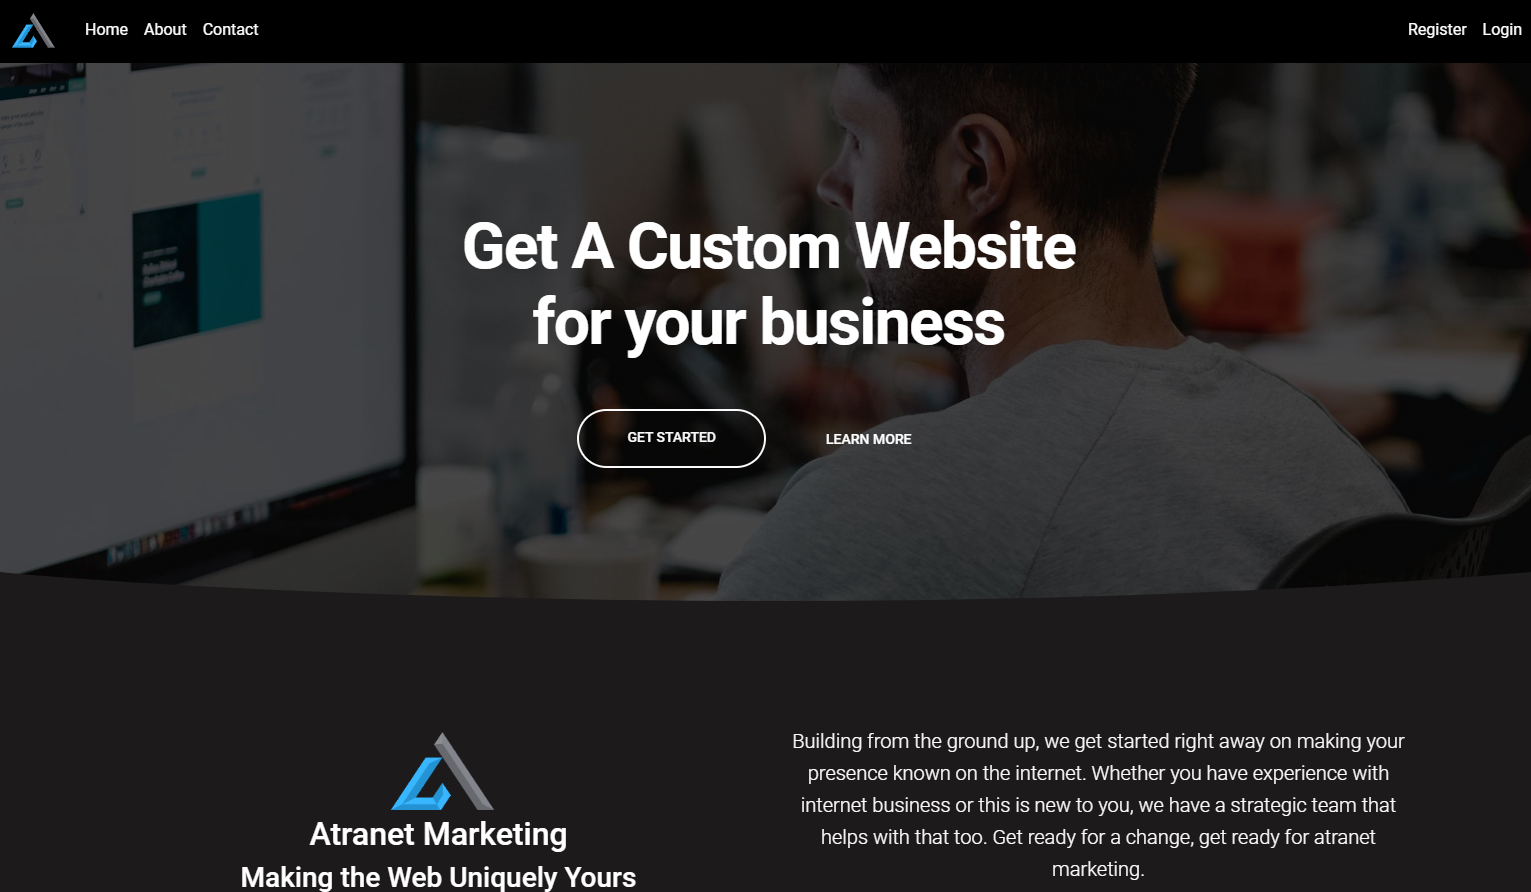 Home About Contact Register Login
Get A Custom Website
for your business
GET STARTED LEARN MORE
Atranet Marketing
Making the Web Uniquely Yours
Building from the ground up, we get started right away on making your
presence known on the internet. Whether you have experience with
internet business or this is new to you, we have a strategic team that
helps with that too. Get ready for a change, get ready for atranet
marketing.